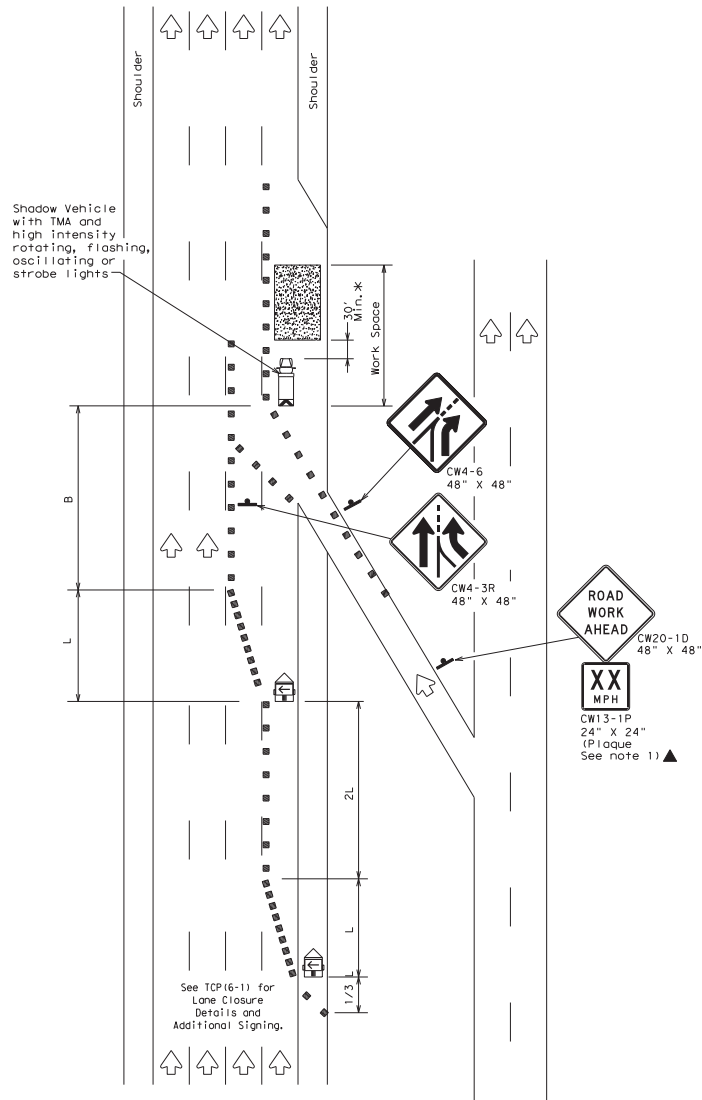 Shoulder
Shoulder
Shadow Vehicle
with TMA and
high intensity
rotating, flashing,
oscillating or
strobe lights
30'
Min.*
Work Space
CW4-6
48" X 48"
B
CW4-3R
48" X 48"
ROAD
WORK
AHEAD
CW20-1D
48" X 48"
L
XX
MPH
CW13-1P
24" X 24"
(Plaque
See note 1)▲
2L
L
1/3 L
See TCP(6-1) for
Lane Closure
Details and
Additional Signing.